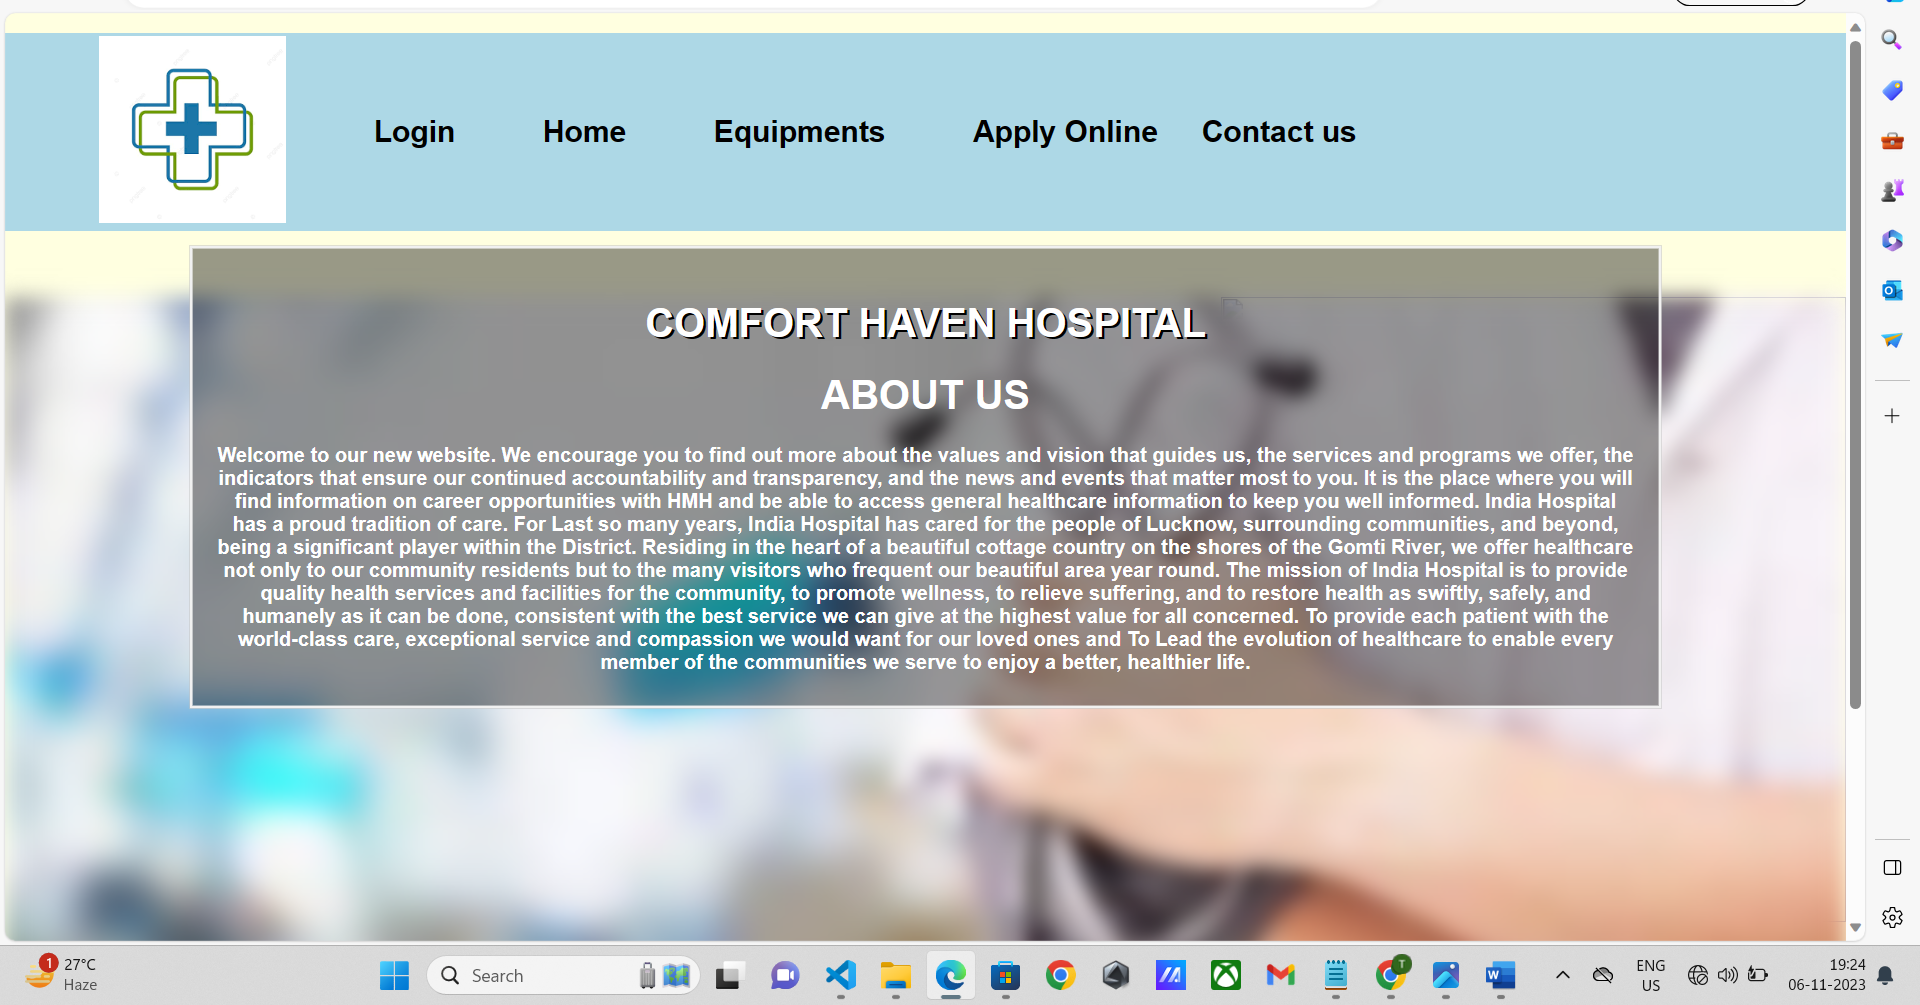 Login Home Equipments Apply Online Contact us
COMFORT HAVEN HOSPITAL
ABOUT US
Welcome to our new website. We encourage you to find out more about the values and vision that guides us, the services and programs we offer, the
indicators that ensure our continued accountability and transparency, and the news and events that matter most to you. It is the place where you will
find information on career opportunities with HMH and be able to access general healthcare information to keep you well informed. India Hospital
has a proud tradition of care. For Last so many years, India Hospital has cared for the people of Lucknow, surrounding communities, and beyond,
being a significant player within the District. Residing in the heart of a beautiful cottage country on the shores of the Gomti River, we offer healthcare
not only to our community residents but to the many visitors who frequent our beautiful area year round. The mission of India Hospital is to provide
quality health services and facilities for the community, to promote wellness, to relieve suffering, and to restore health as swiftly, safely, and
humanely as it can be done, consistent with the best service we can give at the highest value for all concerned. To provide each patient with the
world-class care, exceptional service and compassion we would want for our loved ones and To Lead the evolution of healthcare to enable every
member of the communities we serve to enjoy a better, healthier life.
1
27°C
Haze
Search
T
W
ENG
US
19:24
06-11-2023